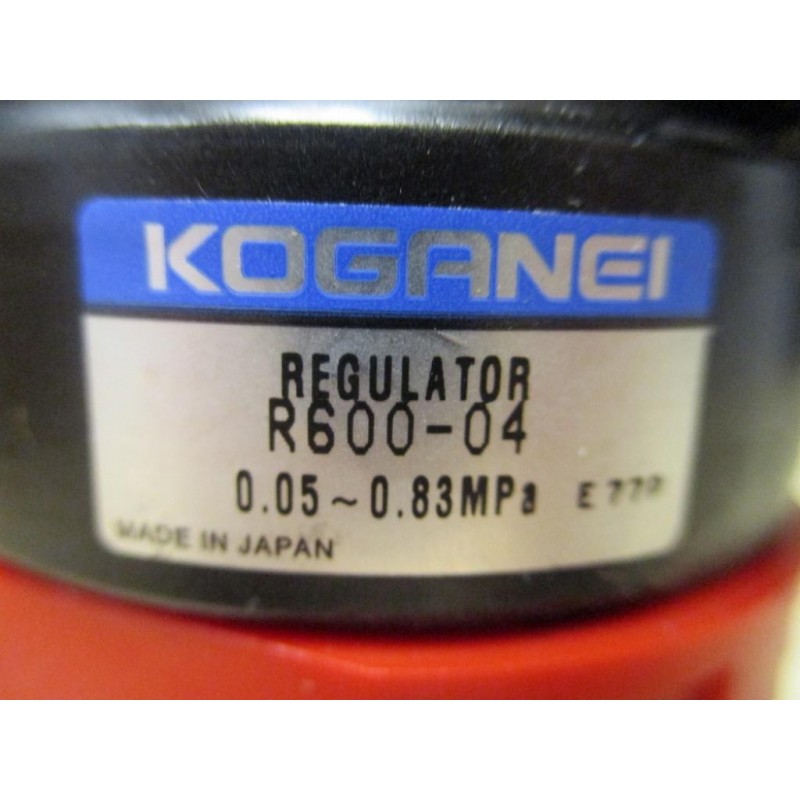 KOGANEI
REGULATOR
R600-04
0.05~0.83MPa
MADE IN JAPAN